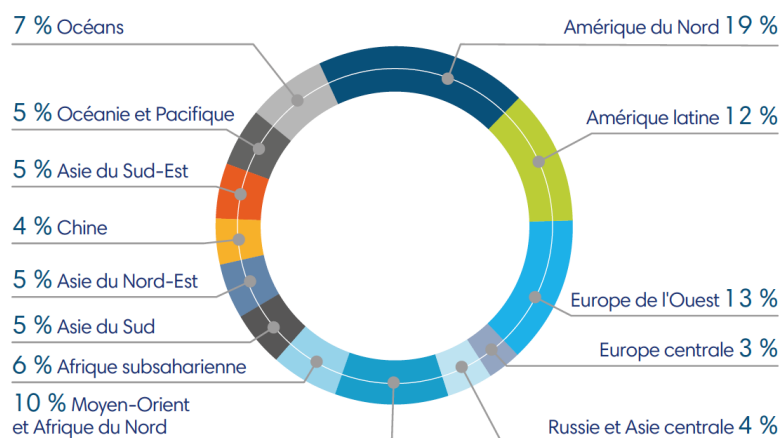 7 % Océans
Amérique du Nord 19 %
5 % Océanie et Pacifique
Amérique latine 12 %
5 % Asie du Sud-Est
4 % Chine
5 % Asie du Nord-Est
Europe de l'Ouest 13 %
5 % Asie du Sud
Europe centrale 3 %
6 % Afrique subsaharienne
10 % Moyen-Orient
et Afrique du Nord
Russie et Asie centrale 4 %